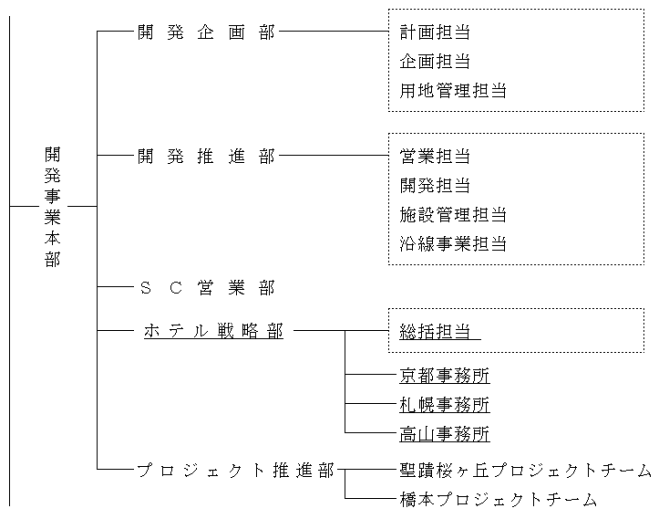 開発事業本部
開発企画部
計画担当
企画担当
用地管理担当
開発推進部
営業担当
開発担当
施設管理担当
沿線事業担当
ＳＣ営業部
ホテル戦略部
総括担当
京都事務所
札幌事務所
高山事務所
プロジェクト推進部
聖蹟桜ヶ丘プロジェクトチーム
橋本プロジェクトチーム